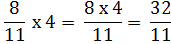 8/11 x 4 = 8 x 4/11 = 32/11